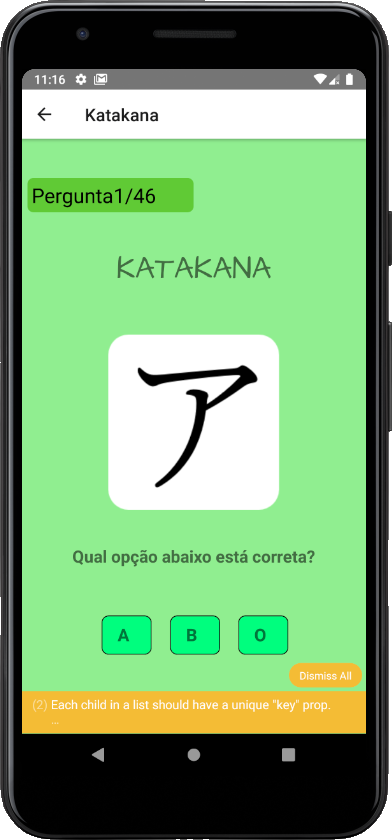 11:16
Katakana
Pergunta1/46
KATAKANA
ア
Qual opção abaixo está correta?
A B O
Dismiss All
(2) Each child in a list should have a unique "key" prop.
...